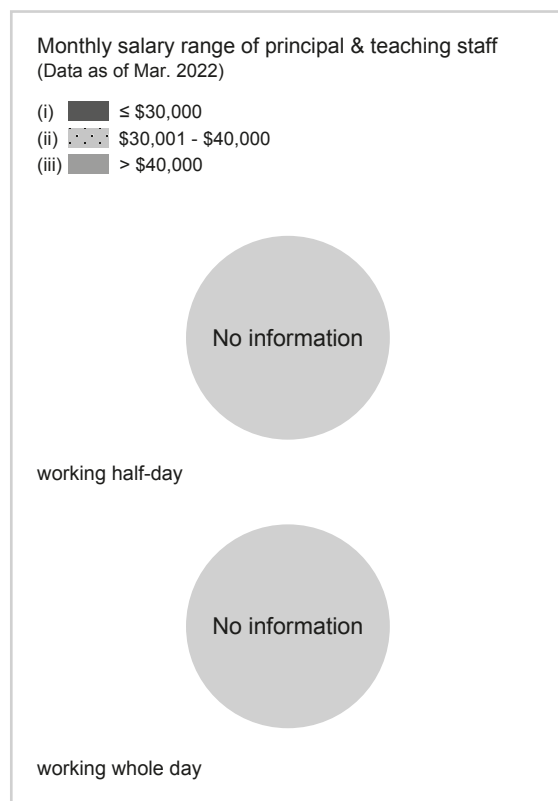 Monthly salary range of principal & teaching staff
(Data as of Mar. 2022)
(i) ≤ $30,000
(ii) $30,001 - $40,000
(iii) > $40,000
No information
working half-day
No information
working whole day